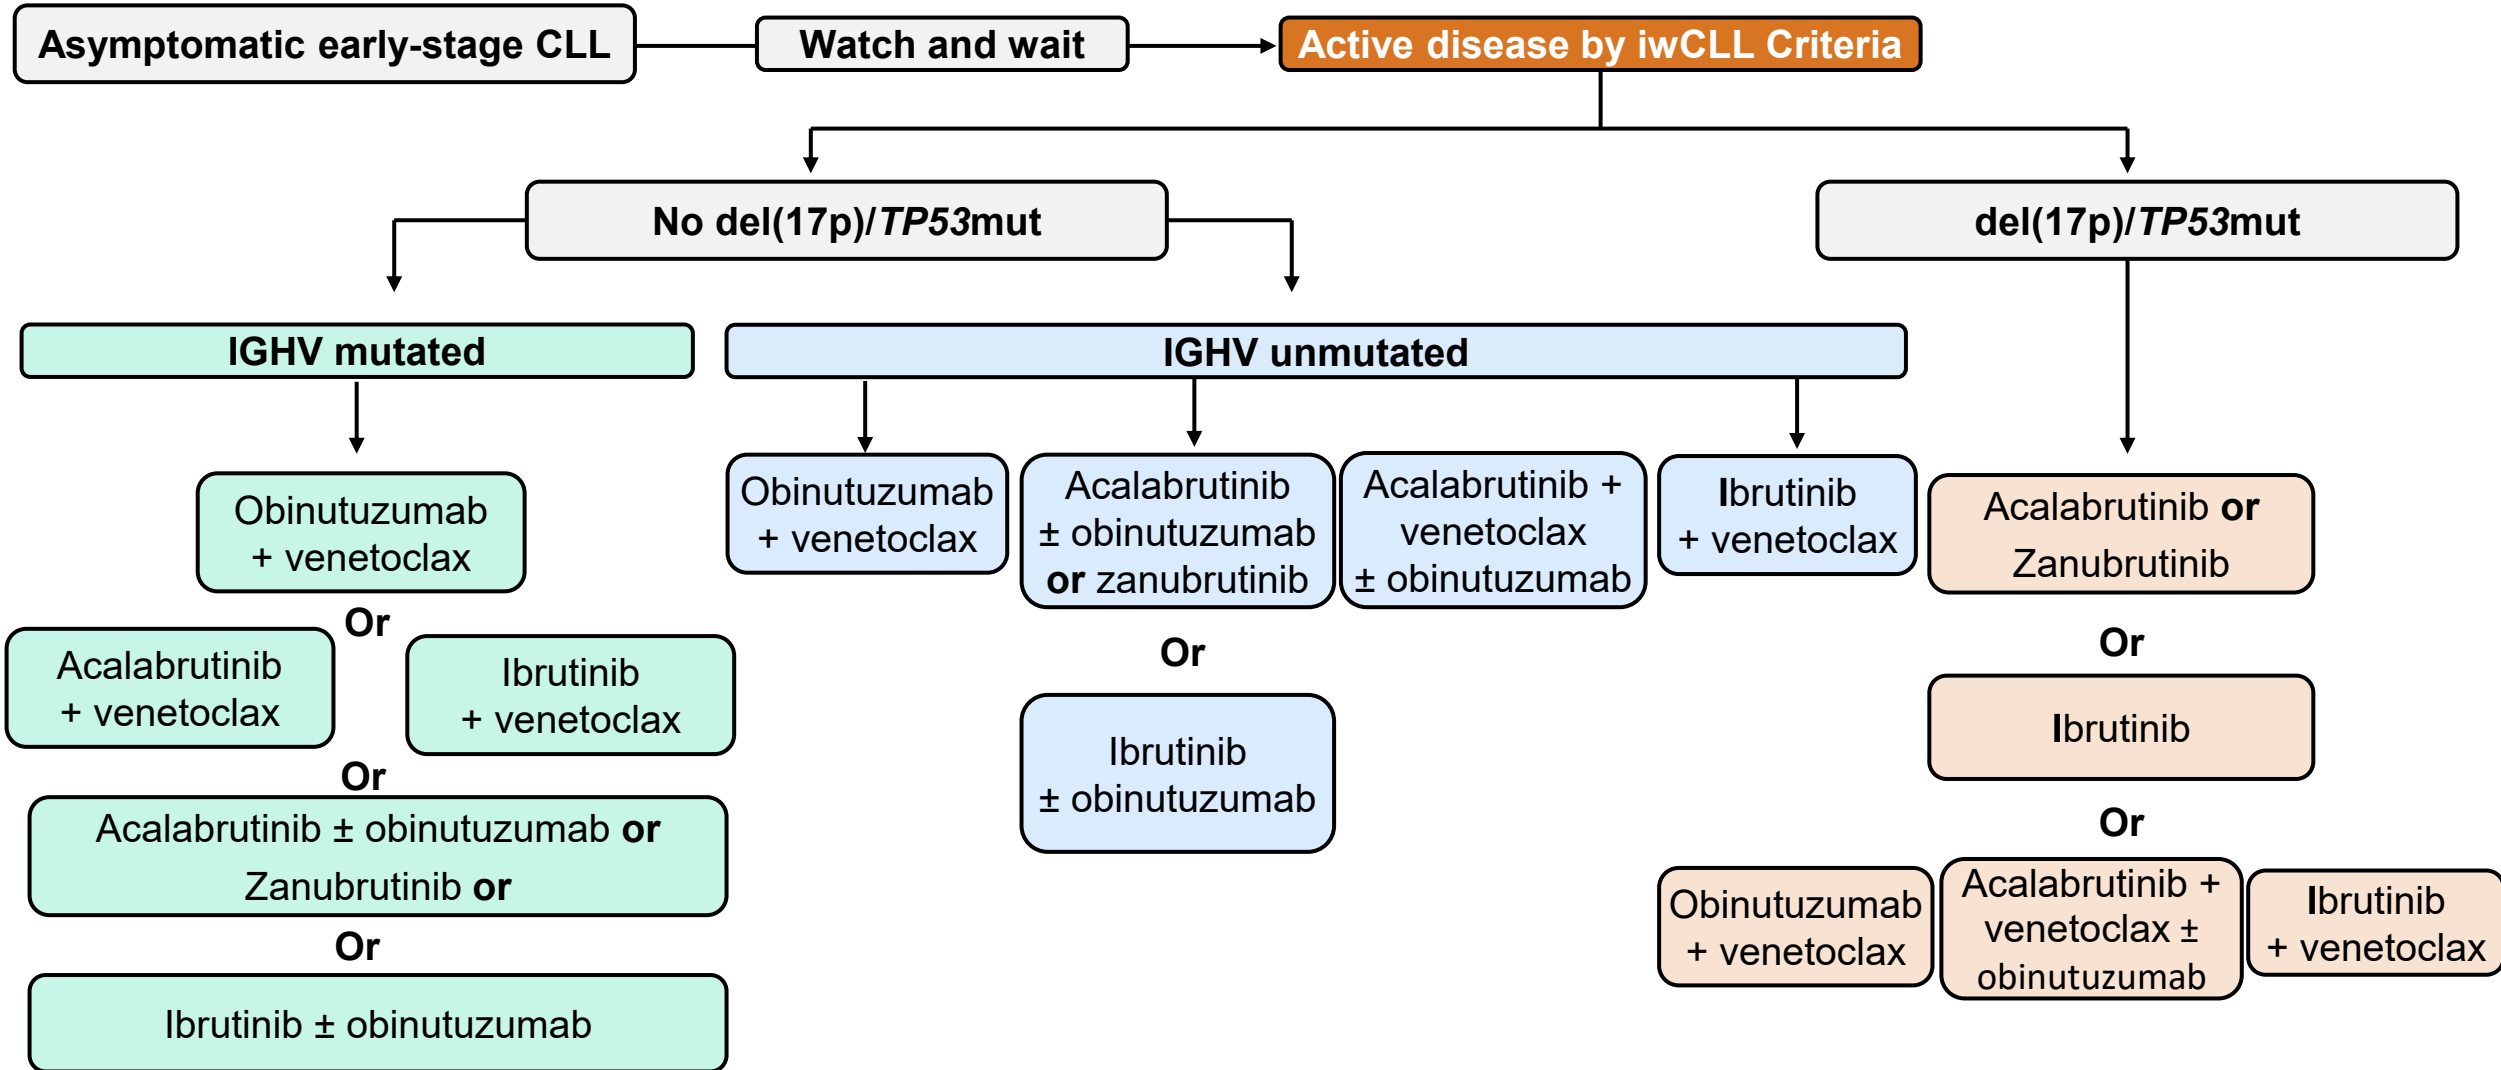 Asymptomatic early-stage CLL
Watch and wait
Active disease by iwCLL Criteria
No del(17p)/TP53mut
del(17p)/TP53mut
IGHV mutated
IGHV unmutated
Obinutuzumab
+ venetoclax
Or
Acalabrutinib
+ venetoclax
Ibrutinib
+ venetoclax
Or
Acalabrutinib ± obinutuzumab or
Zanubrutinib or
Or
Ibrutinib ± obinutuzumab
Obinutuzumab
+ venetoclax
Acalabrutinib
± obinutuzumab
or zanubrutinib
Or
Ibrutinib
± obinutuzumab
Acalabrutinib +
venetoclax
± obinutuzumab
Ibrutinib
+ venetoclax
Acalabrutinib or
Zanubrutinib
Or
Ibrutinib
Or
Obinutuzumab
+ venetoclax
Acalabrutinib +
venetoclax ±
obinutuzumab
Ibrutinib
+ venetoclax